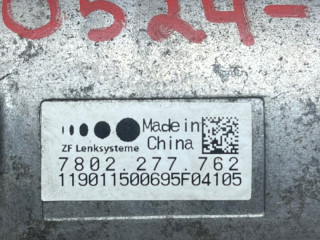 0524-
Made in
ZF Lenksysteme China
7802.277.762
119011500695F04105